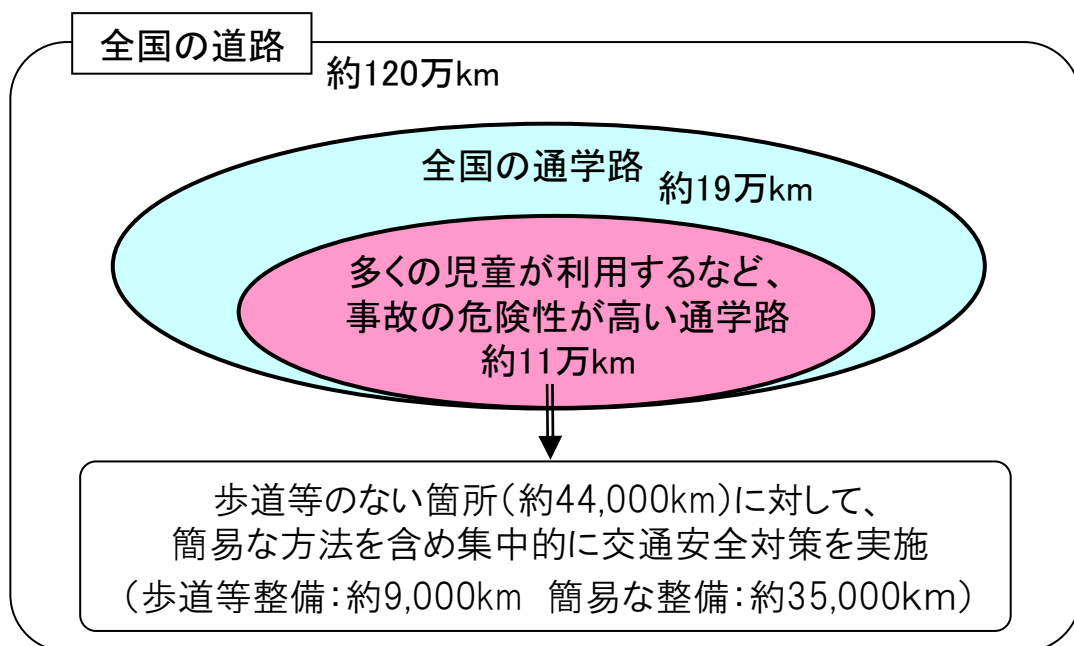 全国の道路
約120万km
全国の通学路
約19万km
多くの児童が利用するなど、
事故の危険性が高い通学路
約11万km
歩道等のない箇所(約44,000km)に対して、
簡易な方法を含め集中的に交通安全対策を実施
(歩道等整備:約9,000km 簡易な整備:約35,000km)